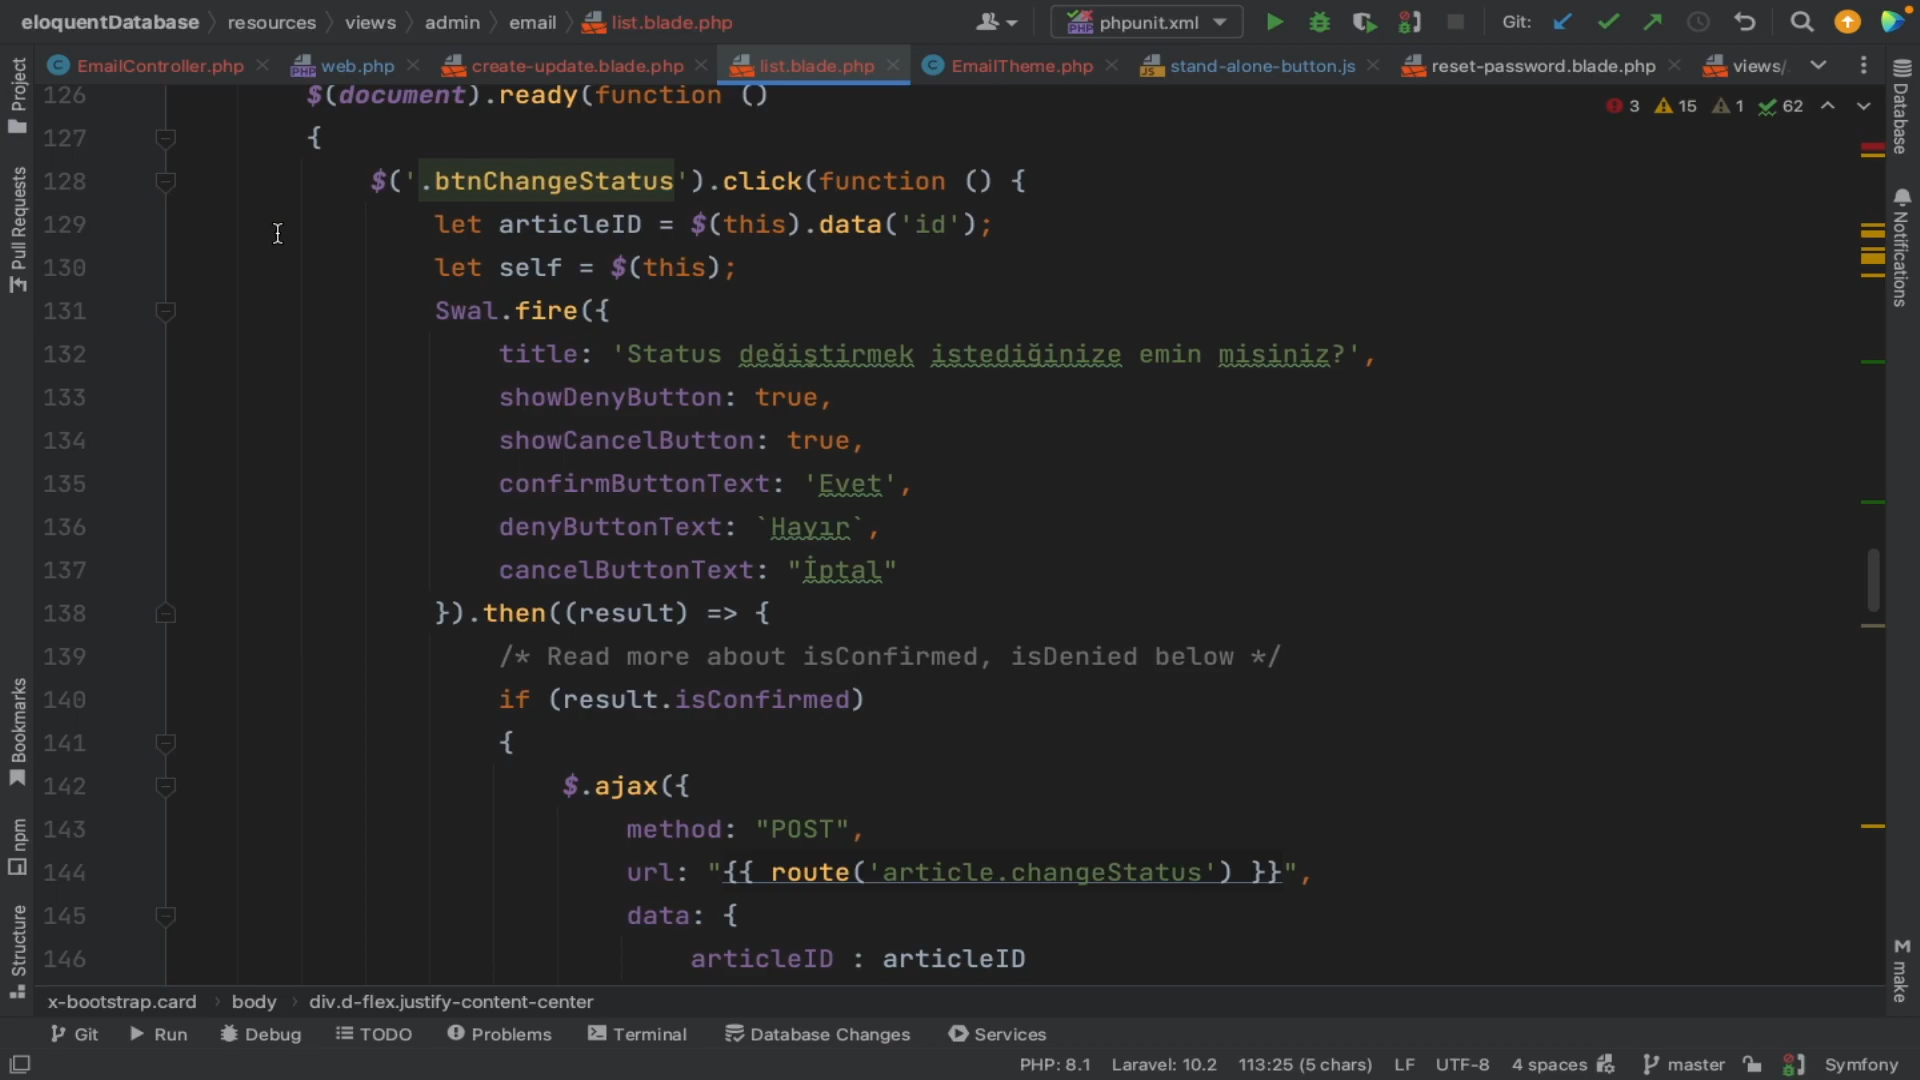 eloquentDatabase resources views admin email list.blade.php phpunit.xml Git:
EmailController.php web.php create-update.blade.php list.blade.php EmailTheme.php stand-alone-button.js reset-password.blade.php views/
3 15 1 62
126 $(document).ready(function ()
127 {
128 $('.btnChangeStatus').click(function () {
129 let articleID = $(this).data('id');
130 let self = $(this);
131 Swal.fire({
132 title: 'Status değiştirmek istediğinize emin misiniz?',
133 showDenyButton: true,
134 showCancelButton: true,
135 confirmButtonText: 'Evet',
136 denyButtonText: `Hayır`,
137 cancelButtonText: "İptal"
138 }).then((result) => {
139 /* Read more about isConfirmed, isDenied below */
140 if (result.isConfirmed)
141 {
142 $.ajax({
143 method: "POST",
144 url: "{{ route('article.changeStatus') }}",
145 data: {
146 articleID : articleID
Project
Pull Requests
Bookmarks
npm
Structure
Database
Notifications
make
x-bootstrap.card body div.d-flex.justify-content-center
Git Run Debug TODO Problems Terminal Database Changes Services
PHP: 8.1 Laravel: 10.2 113:25 (5 chars) LF UTF-8 4 spaces master Symfony